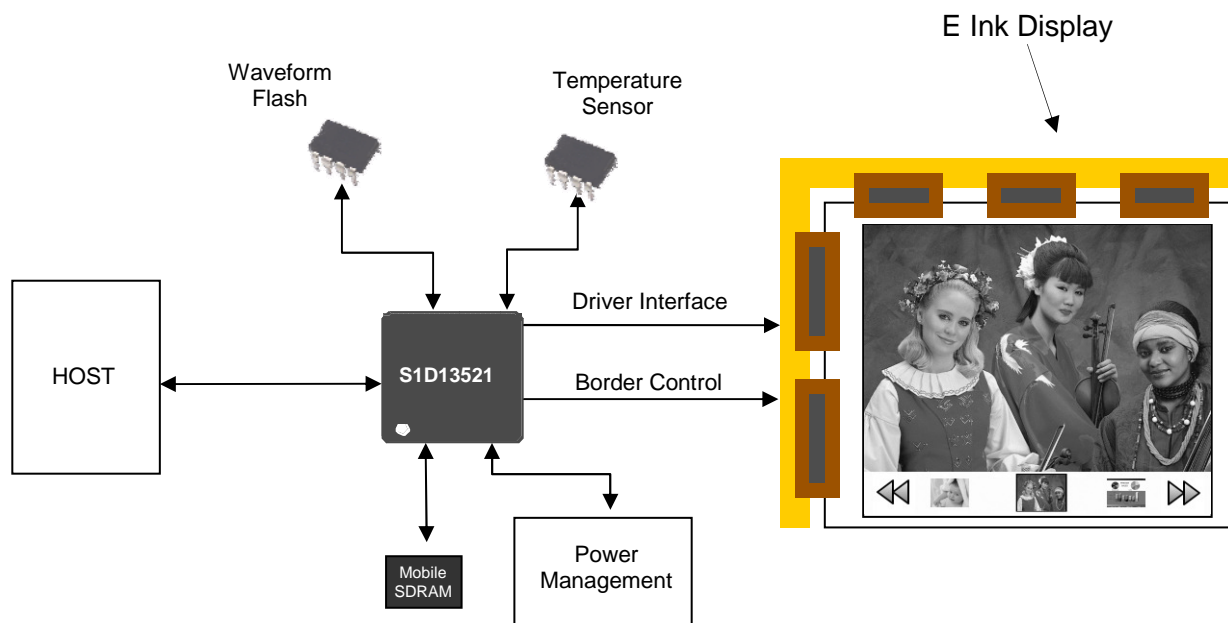 E Ink Display
Waveform
Flash
Temperature
Sensor
Driver Interface
HOST
S1D13521
Border Control
Mobile
SDRAM
Power
Management